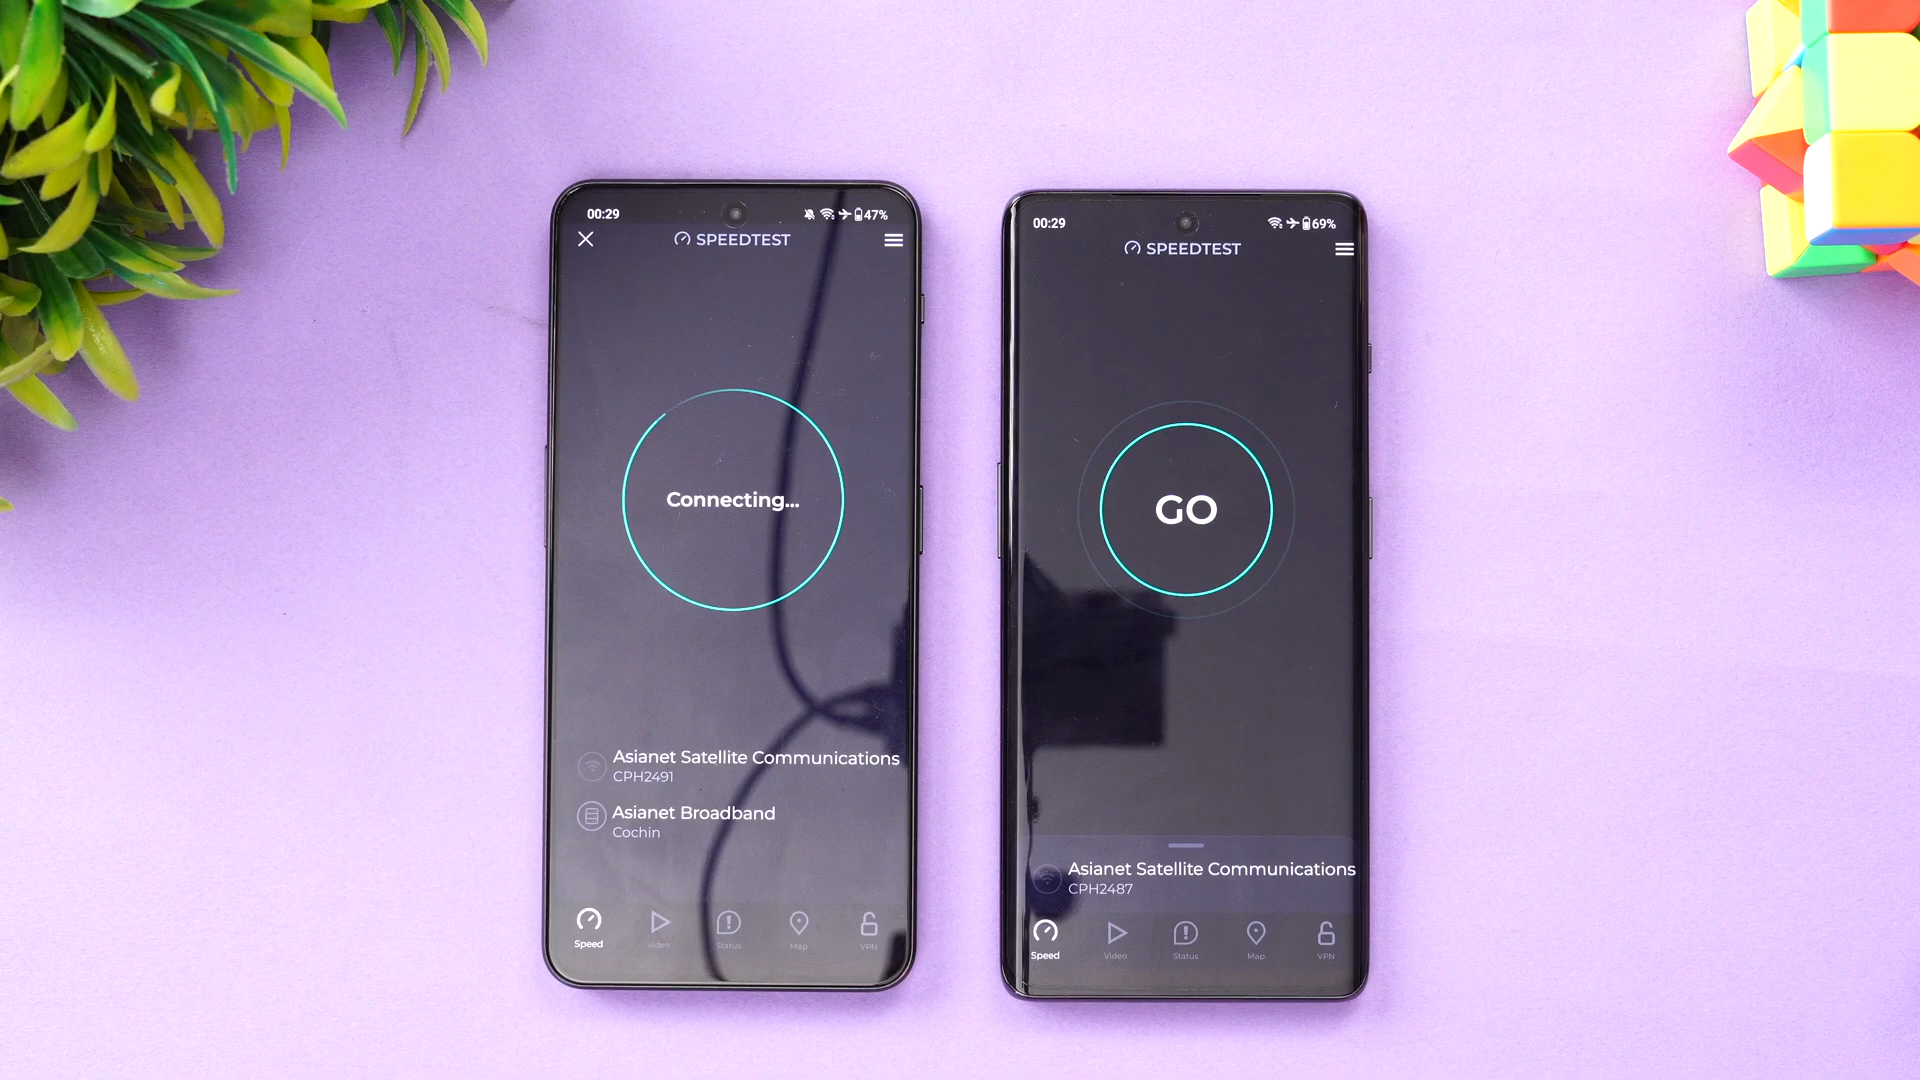 00:29
47%
SPEEDTEST
Connecting...
Asianet Satellite Communications
CPH2491
Asianet Broadband
Cochin
Speed
Video
Status
Map
VPN
00:29
69%
SPEEDTEST
GO
Asianet Satellite Communications
CPH2487
Speed
Video
Status
Map
VPN